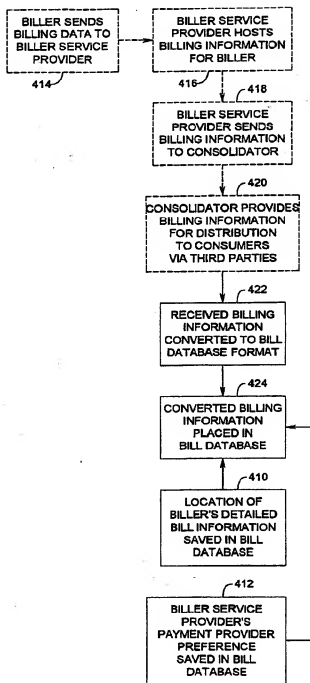 BILLER SENDS
BILLING DATA TO
BILLER SERVICE
PROVIDER
414
BILLER SERVICE
PROVIDER HOSTS
BILLING INFORMATION
FOR BILLER
416
418
BILLER SERVICE
PROVIDER SENDS
BILLING INFORMATION
TO CONSOLIDATOR
420
CONSOLIDATOR PROVIDES
BILLING INFORMATION
FOR DISTRIBUTION
TO CONSUMERS
VIA THIRD PARTIES
422
RECEIVED BILLING
INFORMATION
CONVERTED TO BILL
DATABASE FORMAT
424
CONVERTED BILLING
INFORMATION
PLACED IN
BILL DATABASE
410
LOCATION OF
BILLER'S DETAILED
BILL INFORMATION
SAVED IN BILL
DATABASE
412
BILLER SERVICE
PROVIDER'S
PAYMENT PROVIDER
PREFERENCE
SAVED IN BILL
DATABASE